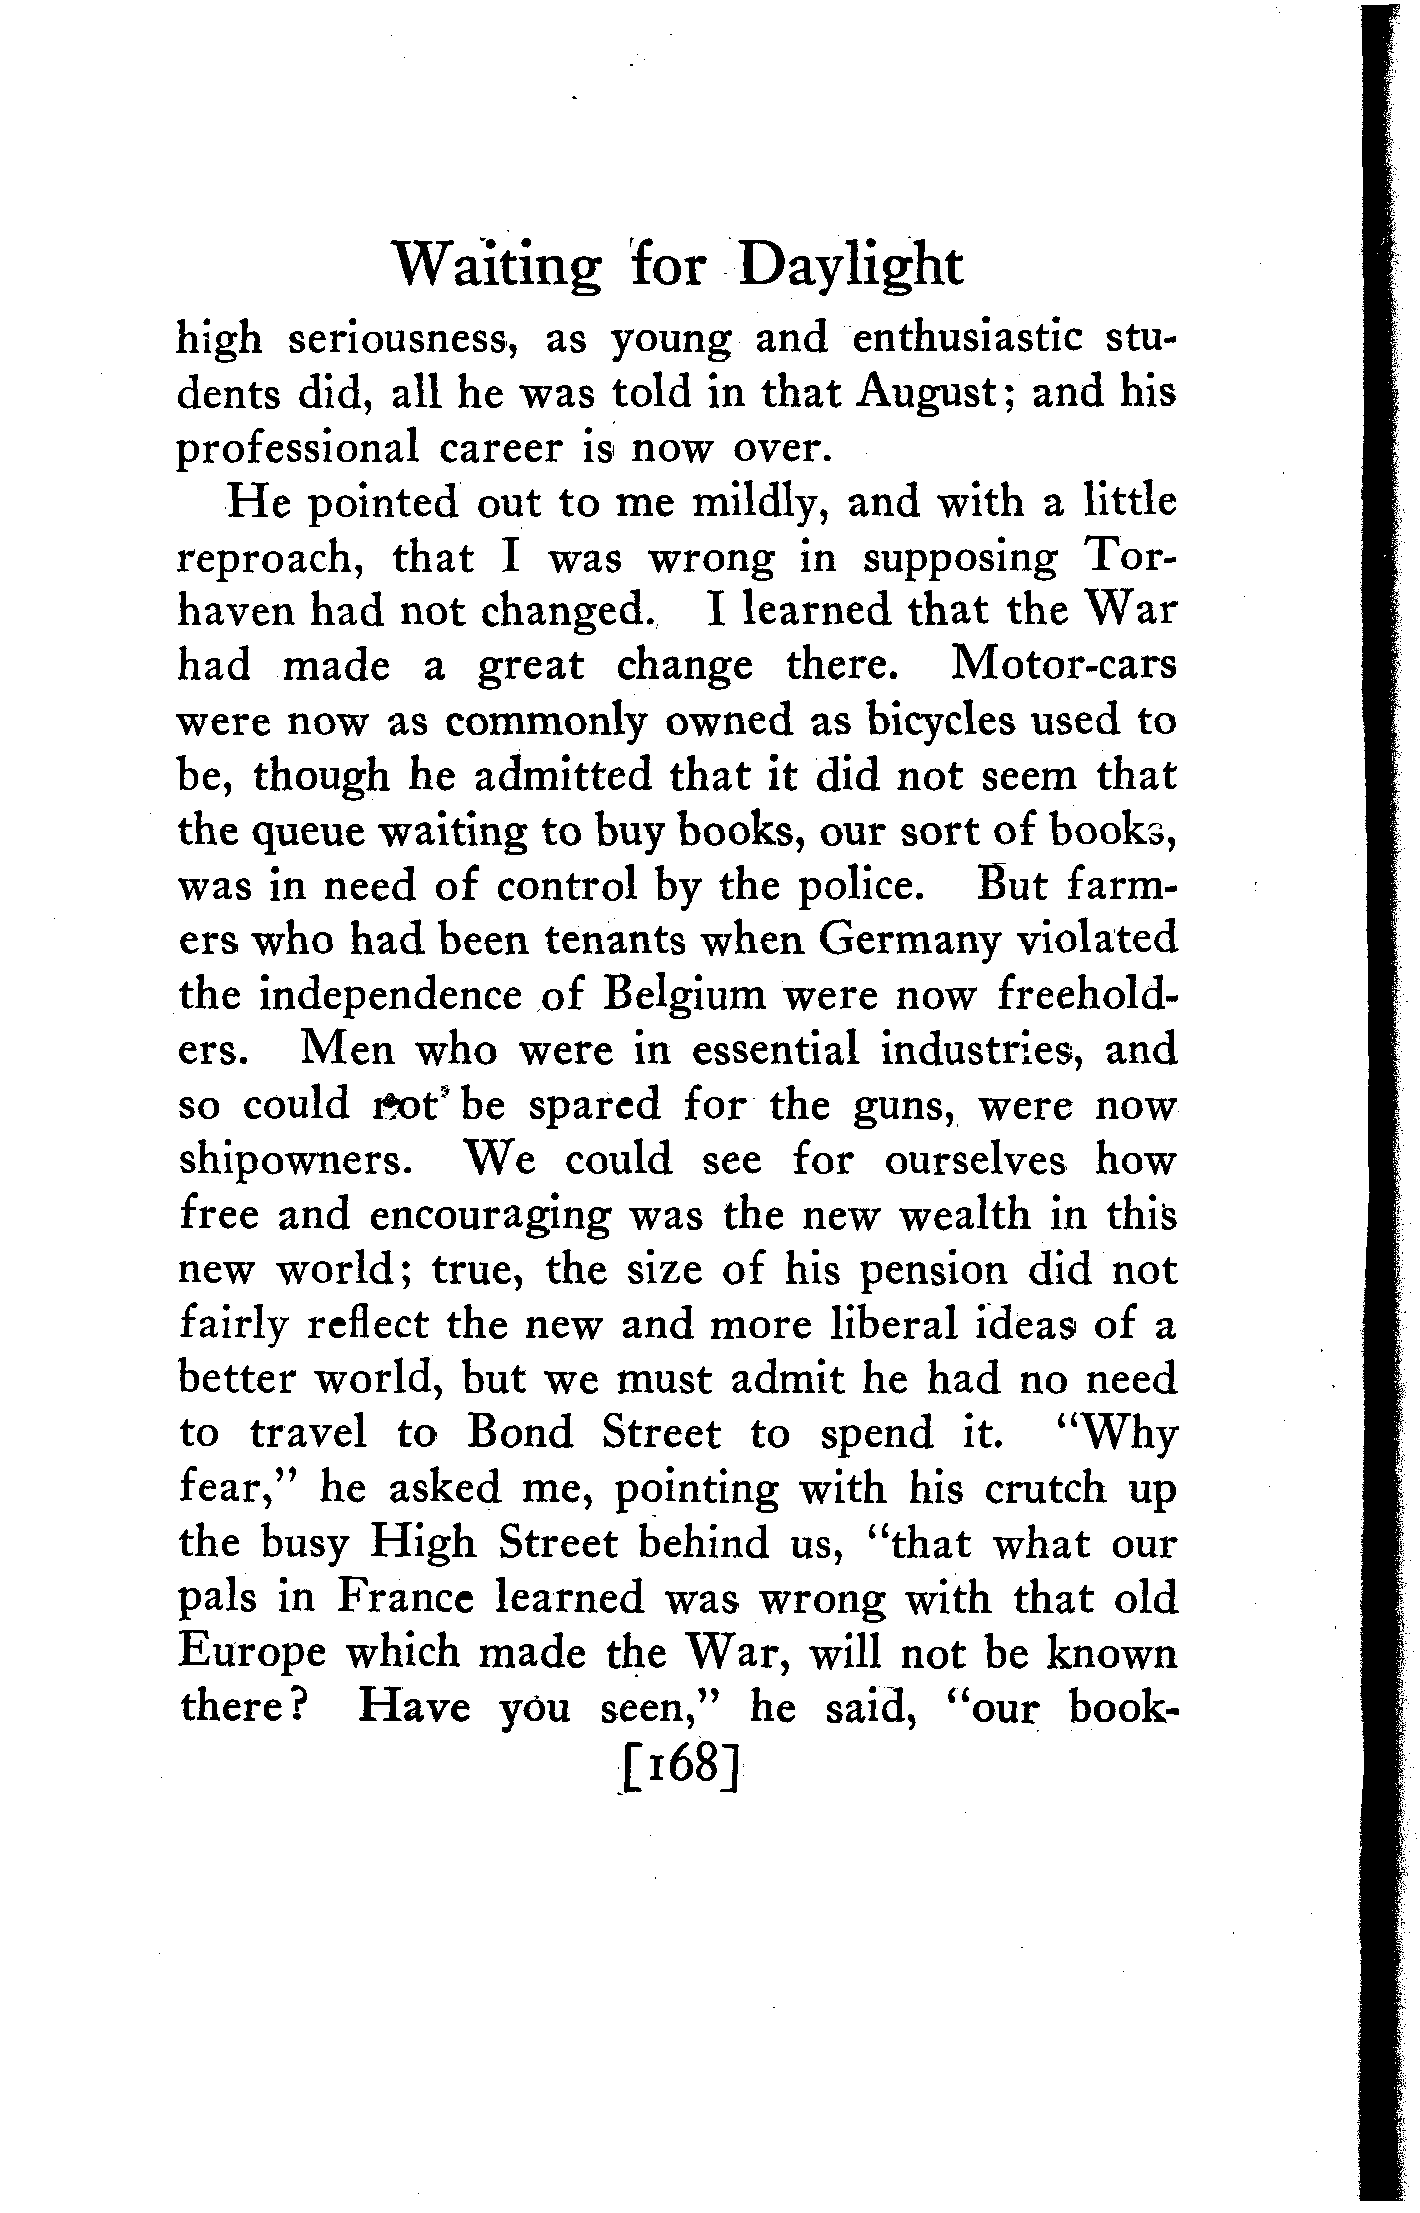 Waiting for Daylight
high seriousness, as young and enthusiastic stu-
dents did, all he was told in that August; and his
professional career is now over.
He pointed out to me mildly, and with a little
reproach, that I was wrong in supposing Tor-
haven had not changed. I learned that the War
had made a great change there. Motor-cars
were now as commonly owned as bicycles used to
be, though he admitted that it did not seem that
the queue waiting to buy books, our sort of books,
was in need of control by the police. But farm-
ers who had been tenants when Germany violated
the independence of Belgium were now freehold-
ers. Men who were in essential industries, and
so could not be spared for the guns, were now
shipowners. We could see for ourselves how
free and encouraging was the new wealth in this
new world; true, the size of his pension did not
fairly reflect the new and more liberal ideas of a
better world, but we must admit he had no need
to travel to Bond Street to spend it. "Why
fear," he asked me, pointing with his crutch up
the busy High Street behind us, "that what our
pals in France learned was wrong with that old
Europe which made the War, will not be known
there? Have you seen," he said, "our book-
[168]